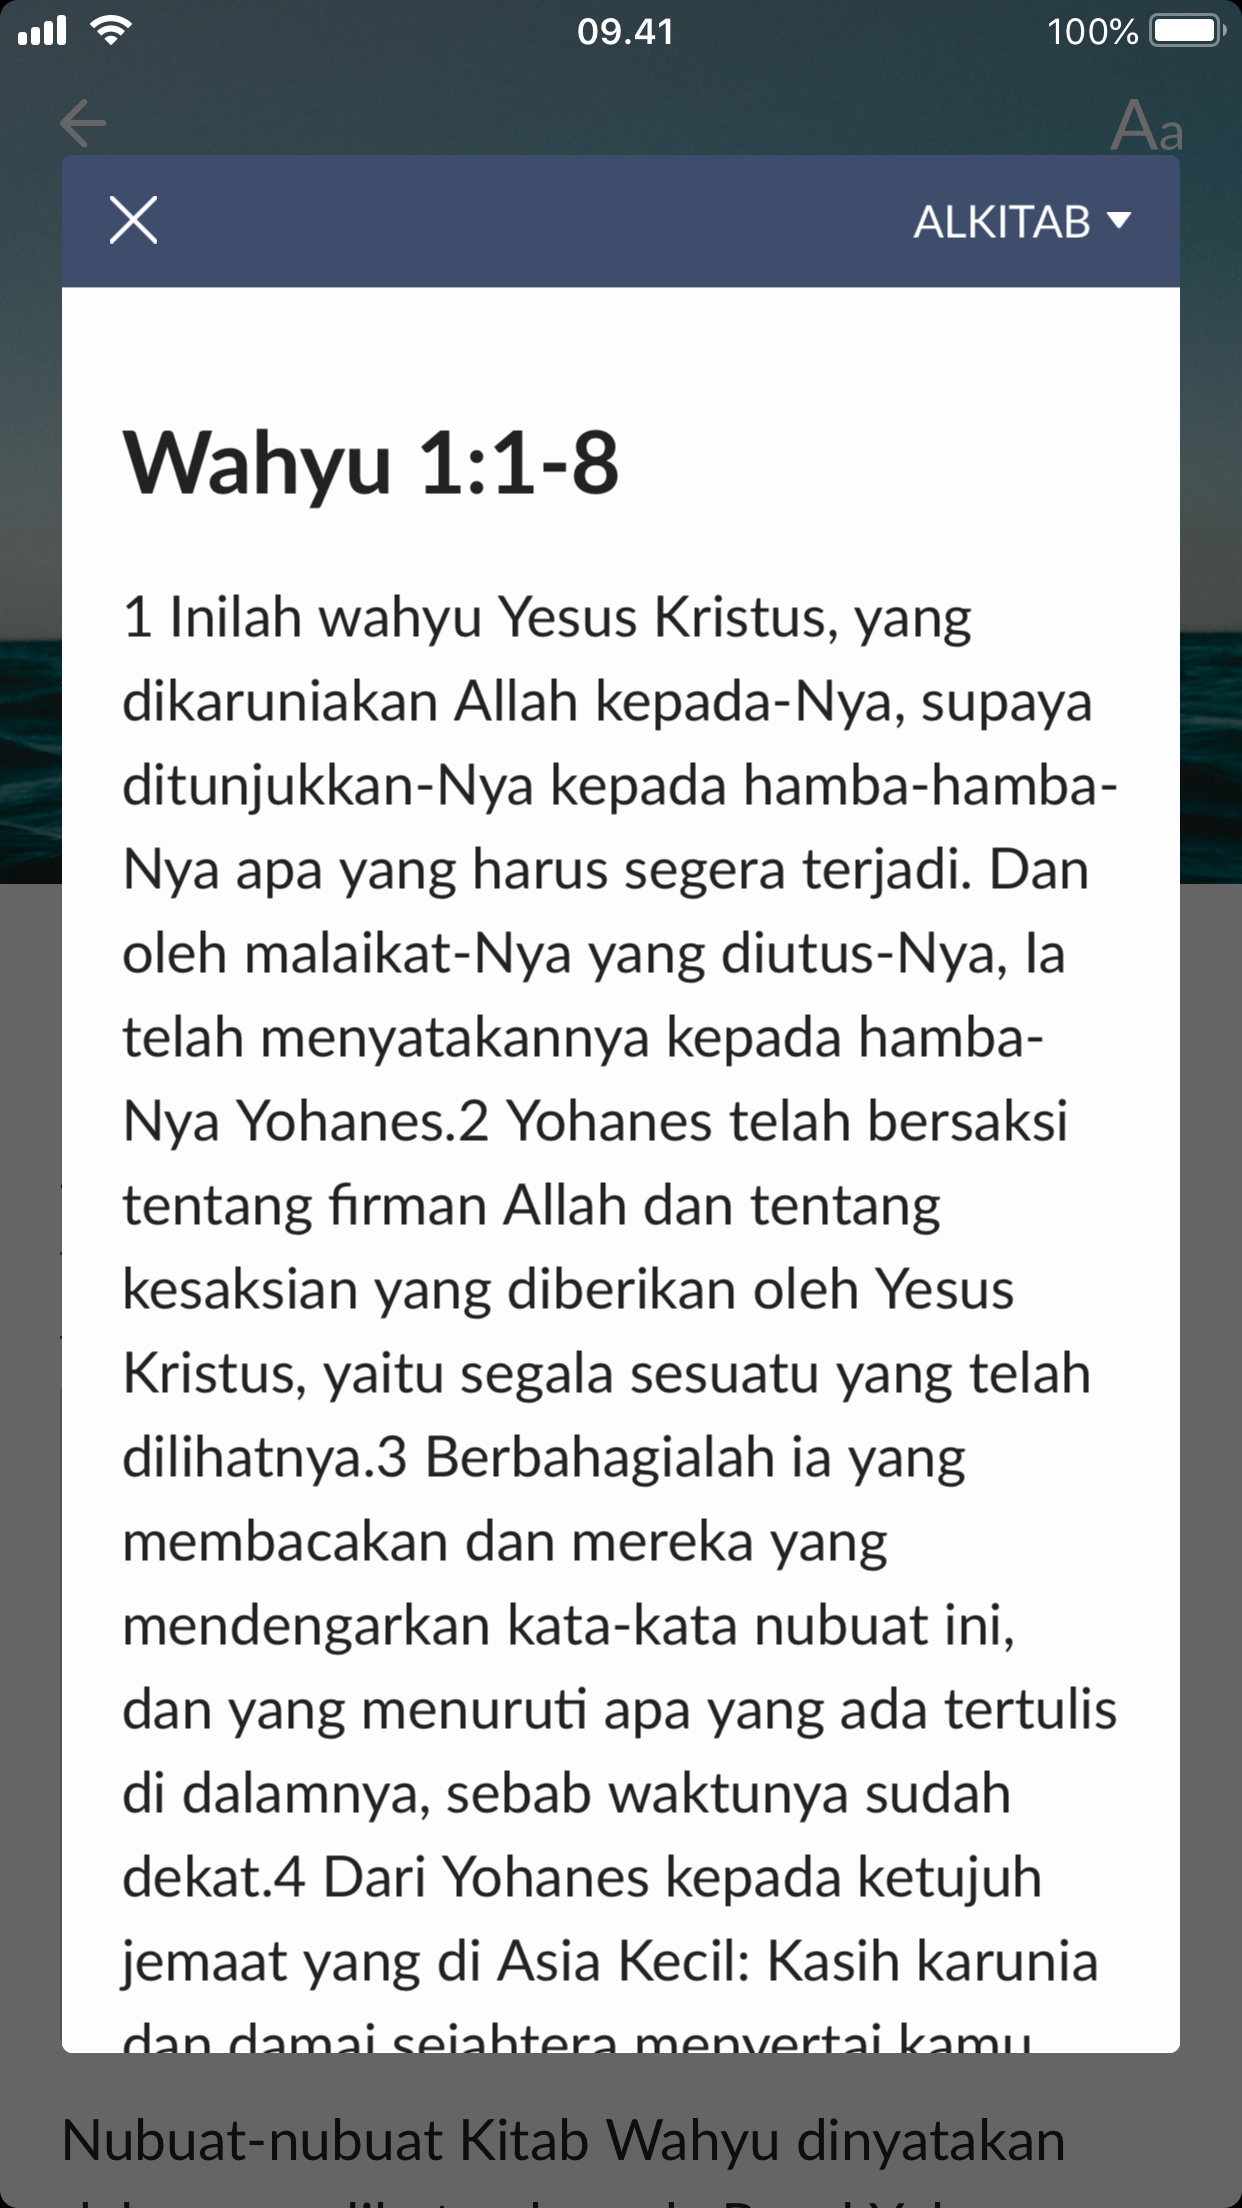 09.41
100%
Aa
ALKITAB
Wahyu 1:1-8
1 Inilah wahyu Yesus Kristus, yang
dikaruniakan Allah kepada-Nya, supaya
ditunjukkan-Nya kepada hamba-hamba-
Nya apa yang harus segera terjadi. Dan
oleh malaikat-Nya yang diutus-Nya, Ia
telah menyatakannya kepada hamba-
Nya Yohanes.2 Yohanes telah bersaksi
tentang firman Allah dan tentang
kesaksian yang diberikan oleh Yesus
Kristus, yaitu segala sesuatu yang telah
dilihatnya.3 Berbahagialah ia yang
membacakan dan mereka yang
mendengarkan kata-kata nubuat ini,
dan yang menuruti apa yang ada tertulis
di dalamnya, sebab waktunya sudah
dekat.4 Dari Yohanes kepada ketujuh
jemaat yang di Asia Kecil: Kasih karunia
dan damai sejahtera menyertai kamu
Nubuat-nubuat Kitab Wahyu dinyatakan